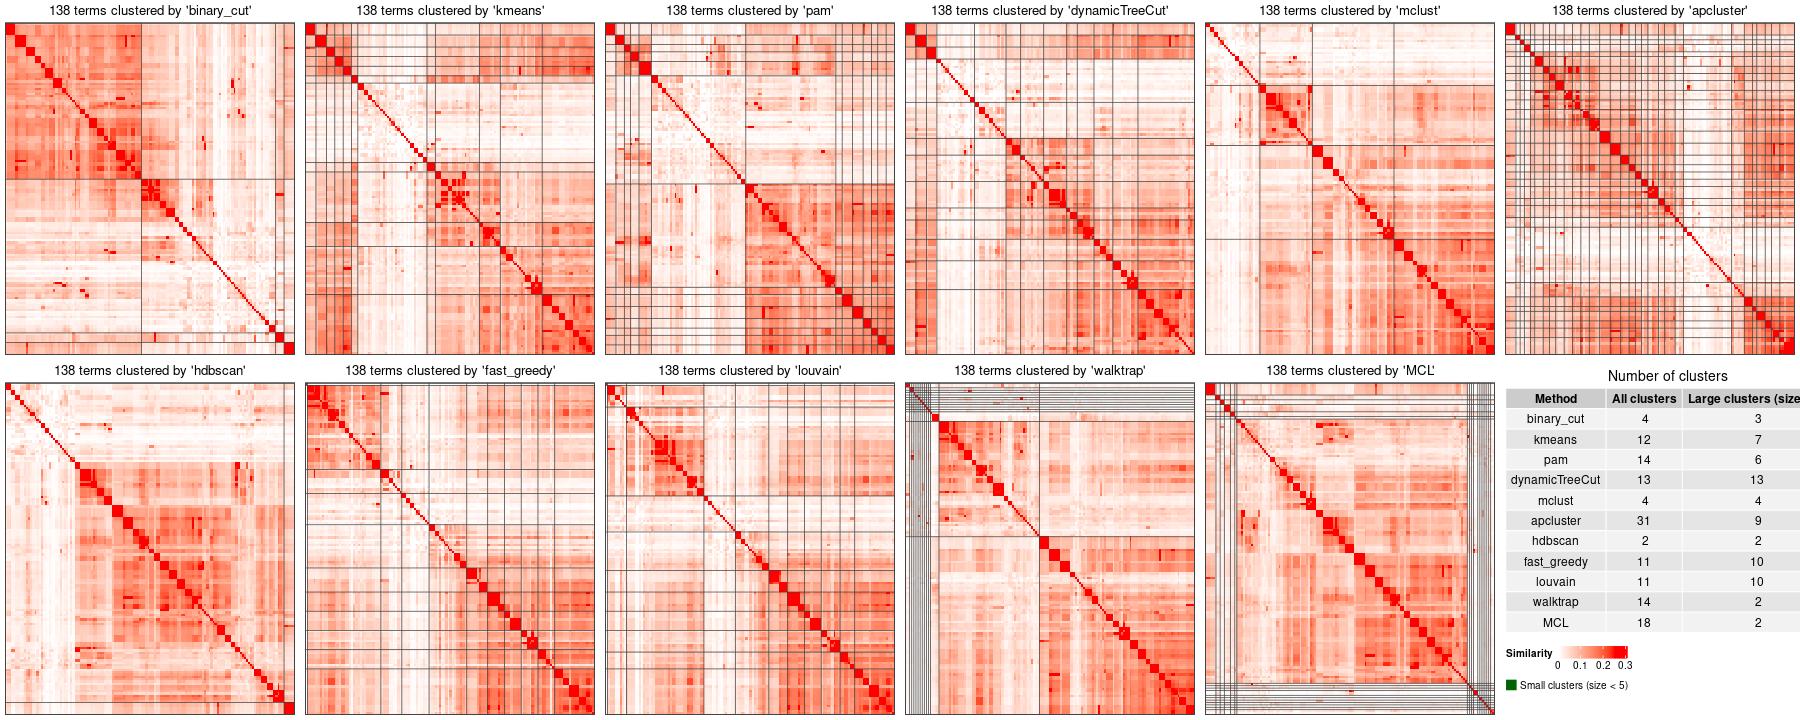 138 terms clustered by 'binary_cut'
138 terms clustered by 'kmeans'
138 terms clustered by 'pam'
138 terms clustered by 'dynamicTreeCut'
138 terms clustered by 'mclust'
138 terms clustered by 'apcluster'
138 terms clustered by 'hdbscan'
138 terms clustered by 'fast_greedy'
138 terms clustered by 'louvain'
138 terms clustered by 'walktrap'
138 terms clustered by 'MCL'
Number of clusters
Method All clusters Large clusters (size
binary_cut 4 3
kmeans 12 7
pam 14 6
dynamicTreeCut 13 13
mclust 4 4
apcluster 31 9
hdbscan 2 2
fast_greedy 11 10
louvain 11 10
walktrap 14 2
MCL 18 2
Similarity
0 0.1 0.2 0.3
Small clusters (size < 5)